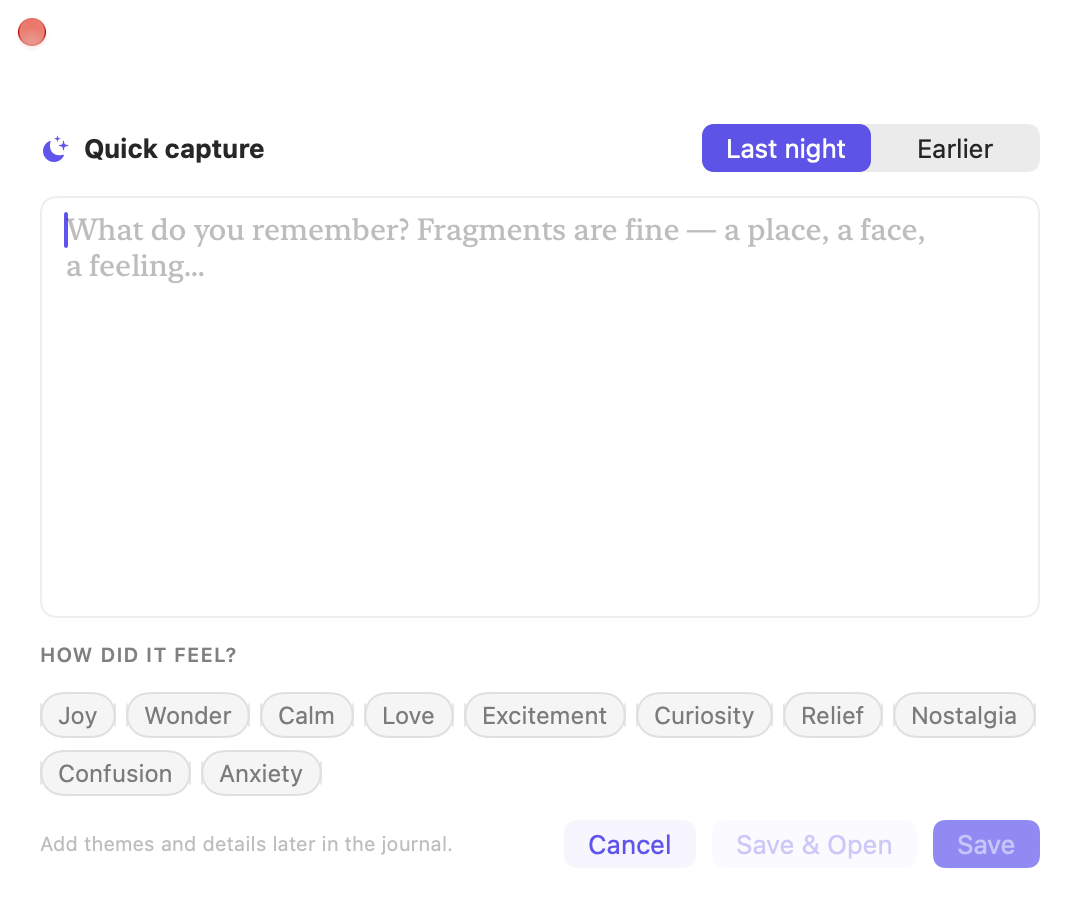 Quick capture
Last night
Earlier
What do you remember? Fragments are fine — a place, a face,
a feeling...
HOW DID IT FEEL?
Joy Wonder Calm Love Excitement Curiosity Relief Nostalgia
Confusion Anxiety
Add themes and details later in the journal.
Cancel
Save & Open
Save